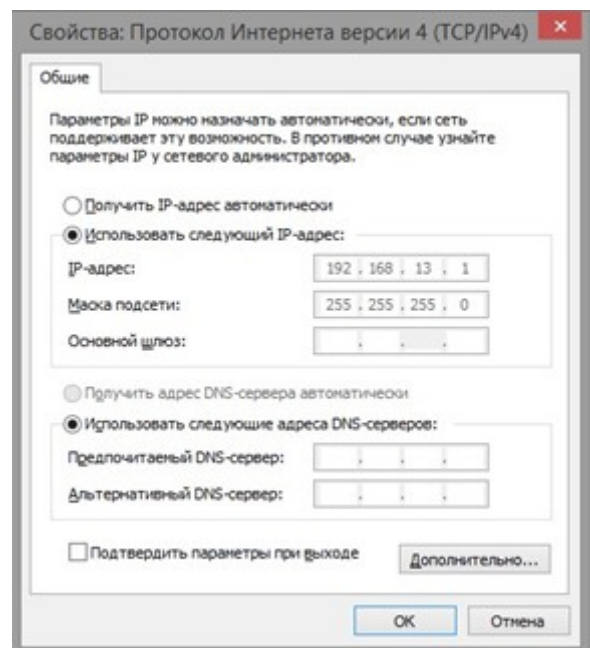 Свойства: Протокол Интернета версии 4 (TCP/IPv4)
Общие
Параметры IP можно назначать автоматически, если сеть
поддерживает эту возможность. В противном случае узнайте
параметры IP у сетевого администратора.
Получить IP-адрес автоматически
Использовать следующий IP-адрес:
IP-адрес: 192 . 168 . 13 . 1
Маска подсети: 255 . 255 . 255 . 0
Основной шлюз: . . .
Получить адрес DNS-сервера автоматически
Использовать следующие адреса DNS-серверов:
Предпочитаемый DNS-сервер: . . .
Альтернативный DNS-сервер: . . .
Подтвердить параметры при выходе
Дополнительно...
OK Отмена